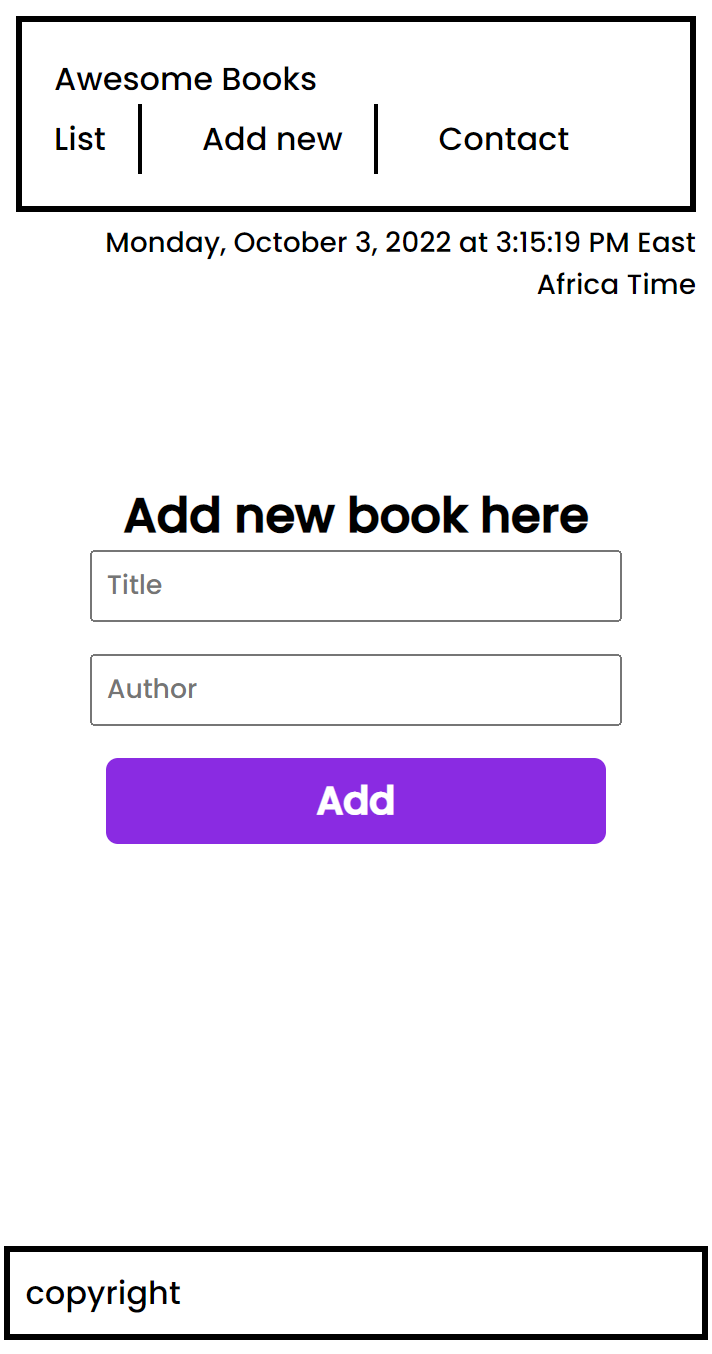 Awesome Books
List Add new Contact
Monday, October 3, 2022 at 3:15:19 PM East
Africa Time
Add new book here
Title
Author
Add
copyright